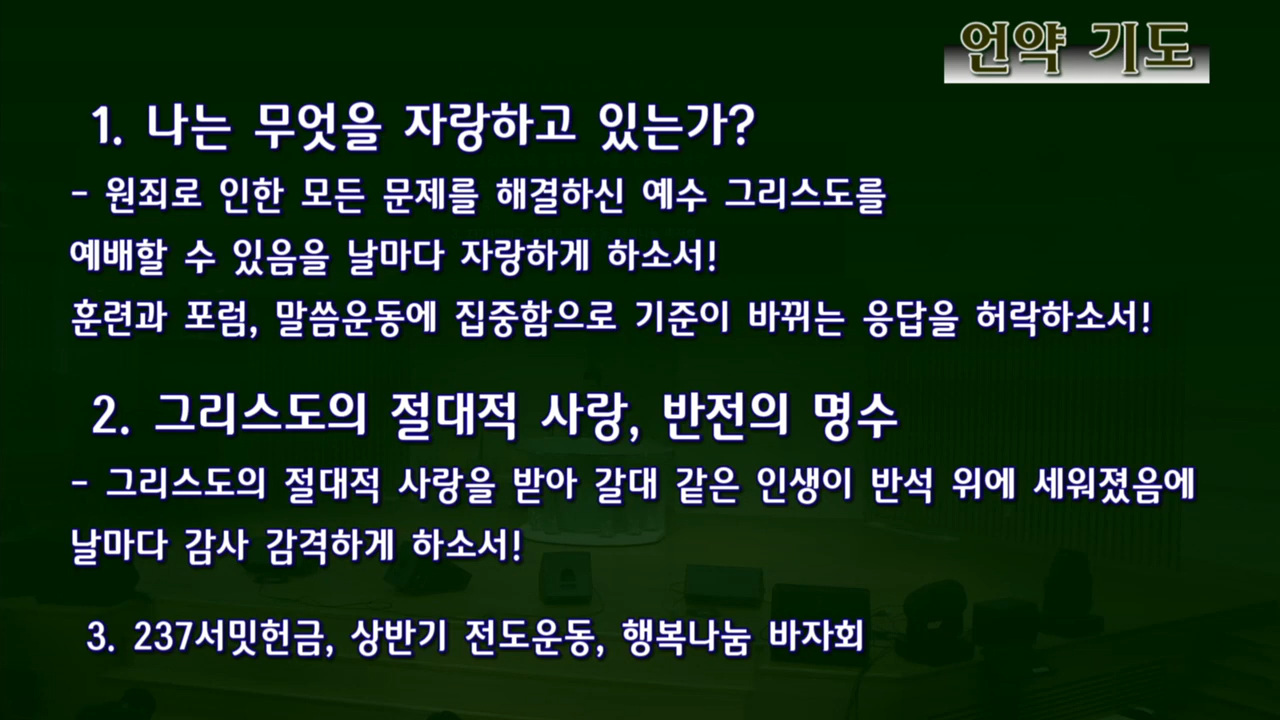 언약 기도
1. 나는 무엇을 자랑하고 있는가?
- 원죄로 인한 모든 문제를 해결하신 예수 그리스도를
예배할 수 있음을 날마다 자랑하게 하소서!
훈련과 포럼, 말씀운동에 집중함으로 기준이 바뀌는 응답을 허락하소서!
2. 그리스도의 절대적 사랑, 반전의 명수
- 그리스도의 절대적 사랑을 받아 갈대 같은 인생이 반석 위에 세워졌음에
날마다 감사 감격하게 하소서!
3. 237서밋헌금, 상반기 전도운동, 행복나눔 바자회